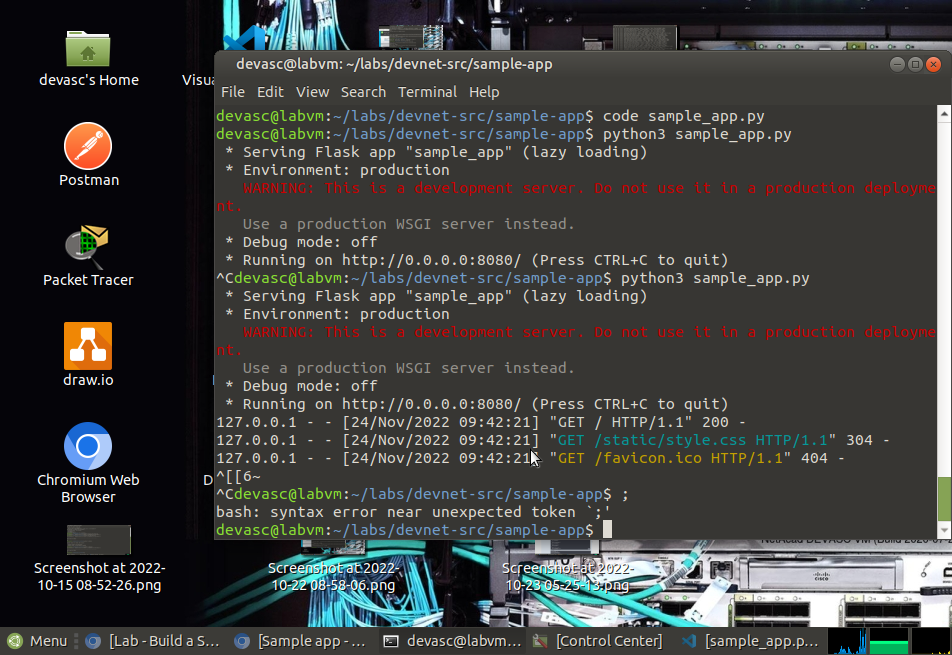 devasc@labvm: ~/labs/devnet-src/sample-app
File Edit View Search Terminal Help
devasc@labvm:~/labs/devnet-src/sample-app$ code sample_app.py
devasc@labvm:~/labs/devnet-src/sample-app$ python3 sample_app.py
* Serving Flask app "sample_app" (lazy loading)
* Environment: production
WARNING: This is a development server. Do not use it in a production deployme
nt.
Use a production WSGI server instead.
* Debug mode: off
* Running on http://0.0.0.0:8080/ (Press CTRL+C to quit)
^Cdevasc@labvm:~/labs/devnet-src/sample-app$ python3 sample_app.py
* Serving Flask app "sample_app" (lazy loading)
* Environment: production
WARNING: This is a development server. Do not use it in a production deployme
nt.
Use a production WSGI server instead.
* Debug mode: off
* Running on http://0.0.0.0:8080/ (Press CTRL+C to quit)
127.0.0.1 - - [24/Nov/2022 09:42:21] "GET / HTTP/1.1" 200 -
127.0.0.1 - - [24/Nov/2022 09:42:21] "GET /static/style.css HTTP/1.1" 304 -
127.0.0.1 - - [24/Nov/2022 09:42:21] "GET /favicon.ico HTTP/1.1" 404 -
^[[6~
^Cdevasc@labvm:~/labs/devnet-src/sample-app$ ;
bash: syntax error near unexpected token `;'
devasc@labvm:~/labs/devnet-src/sample-app$
devasc's Home
Visua
Postman
Packet Tracer
draw.io
Chromium Web
Browser
D
Screenshot at 2022-
10-15 08-52-26.png
Screenshot at 2022-
10-22 08-58-06.png
Screenshot at 2022-
10-23 05-25-13.png
CISCO
Menu
[Lab - Build a S...
[Sample app - ...
devasc@labvm...
[Control Center]
[sample_app.p...